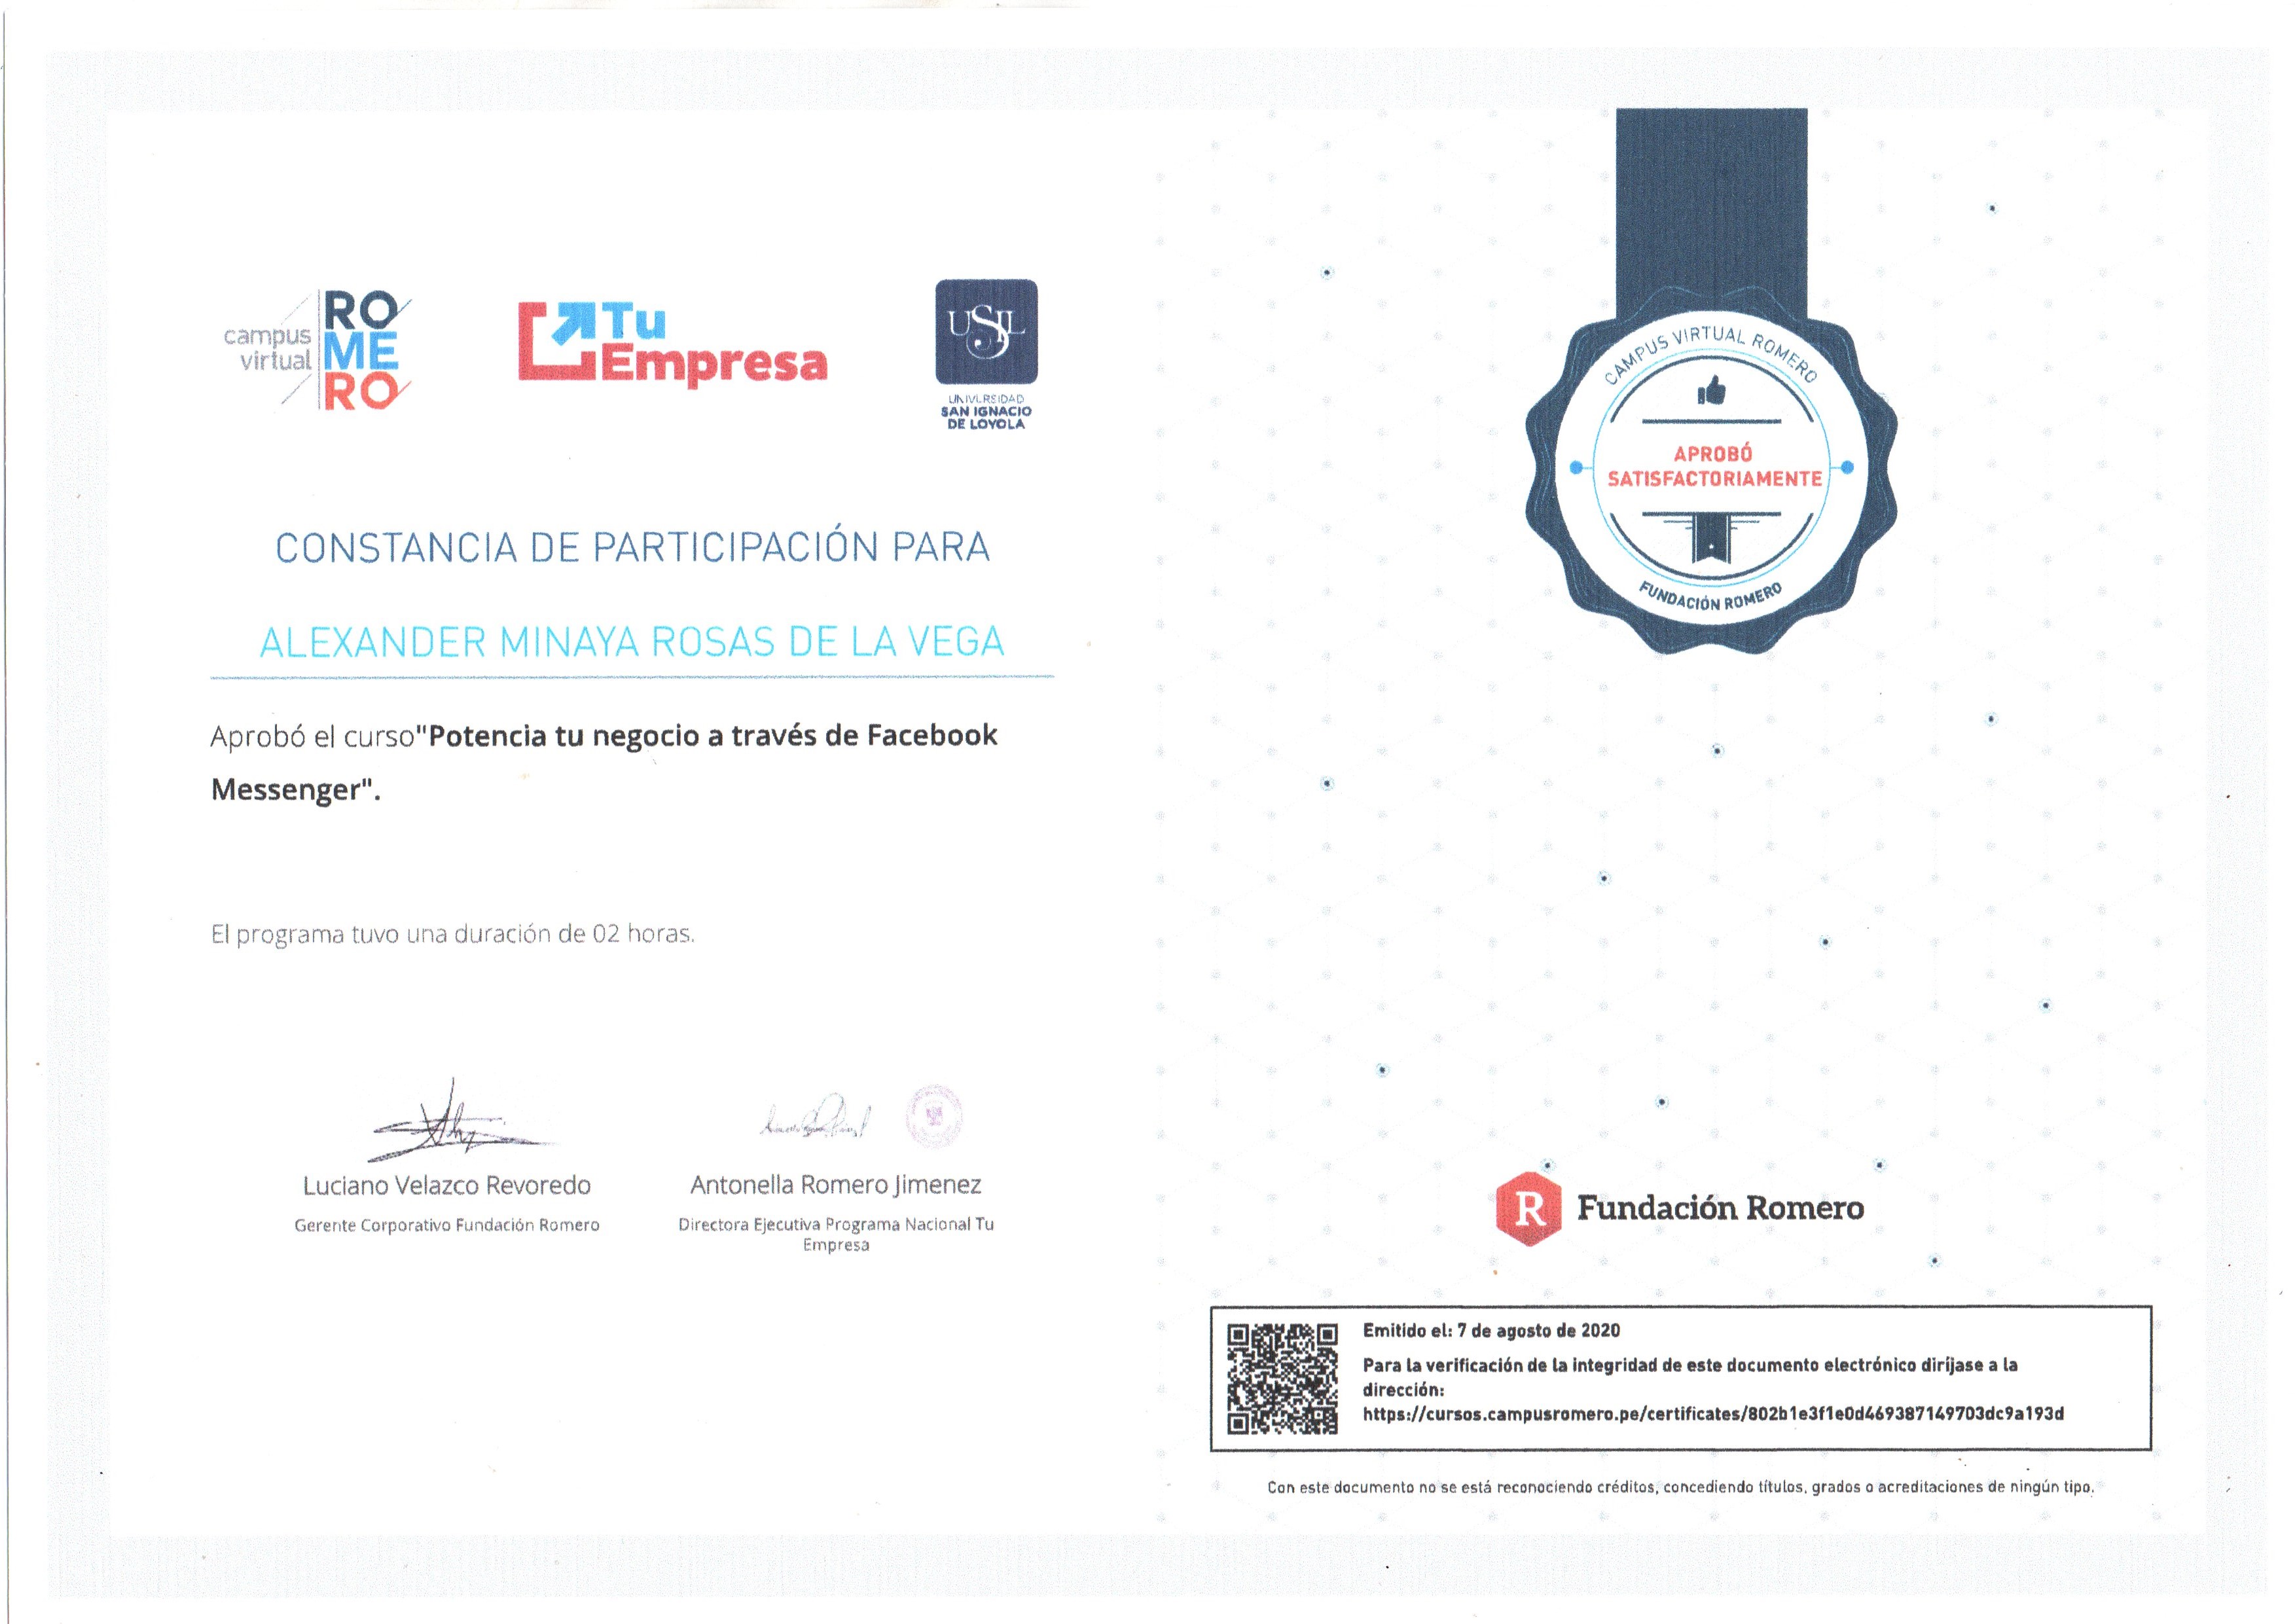 campus
virtual
RO
ME
RO
Tu
Empresa
USIL
UNIVERSIDAD
SAN IGNACIO
DE LOYOLA
CONSTANCIA DE PARTICIPACIÓN PARA
ALEXANDER MINAYA ROSAS DE LA VEGA
Aprobó el curso"Potencia tu negocio a través de Facebook
Messenger".
El programa tuvo una duración de 02 horas.
Luciano Velazco Revoredo
Gerente Corporativo Fundación Romero
Antonella Romero Jimenez
Directora Ejecutiva Programa Nacional Tu
Empresa
CAMPUS VIRTUAL ROMERO
APROBÓ
SATISFACTORIAMENTE
FUNDACIÓN ROMERO
R Fundación Romero
Emitido el: 7 de agosto de 2020
Para la verificación de la integridad de este documento electrónico diríjase a la
dirección:
https://cursos.campusromero.pe/certificates/802b1e3f1e0d469387149703dc9a193d
Con este documento no se está reconociendo créditos, concediendo títulos, grados o acreditaciones de ningún tipo.